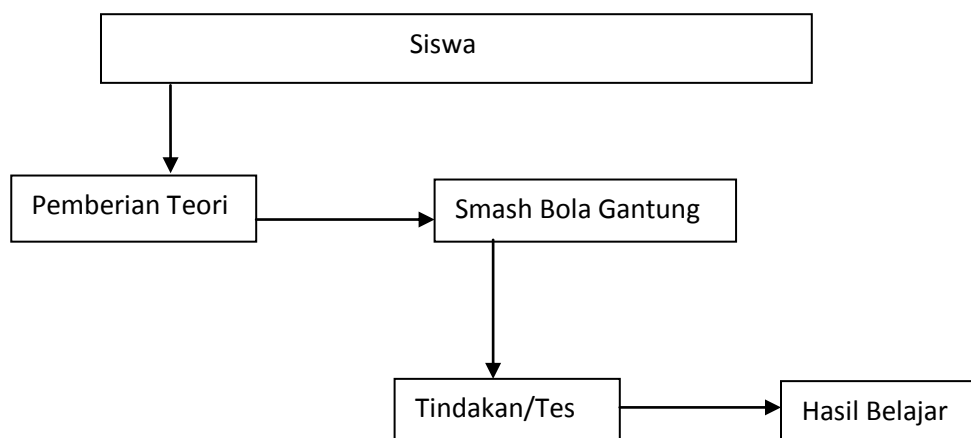 Siswa
Pemberian Teori
Smash Bola Gantung
Tindakan/Tes
Hasil Belajar